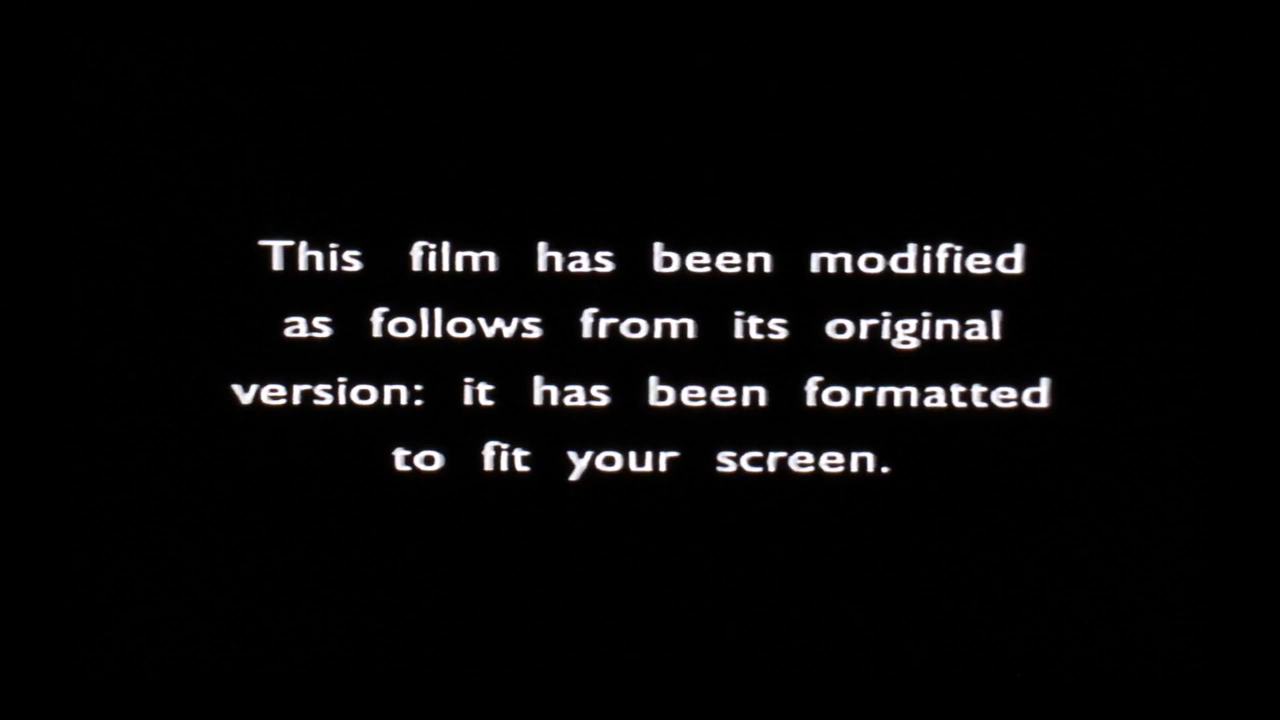 This film has been modified
as follows from its original
version: it has been formatted
to fit your screen.